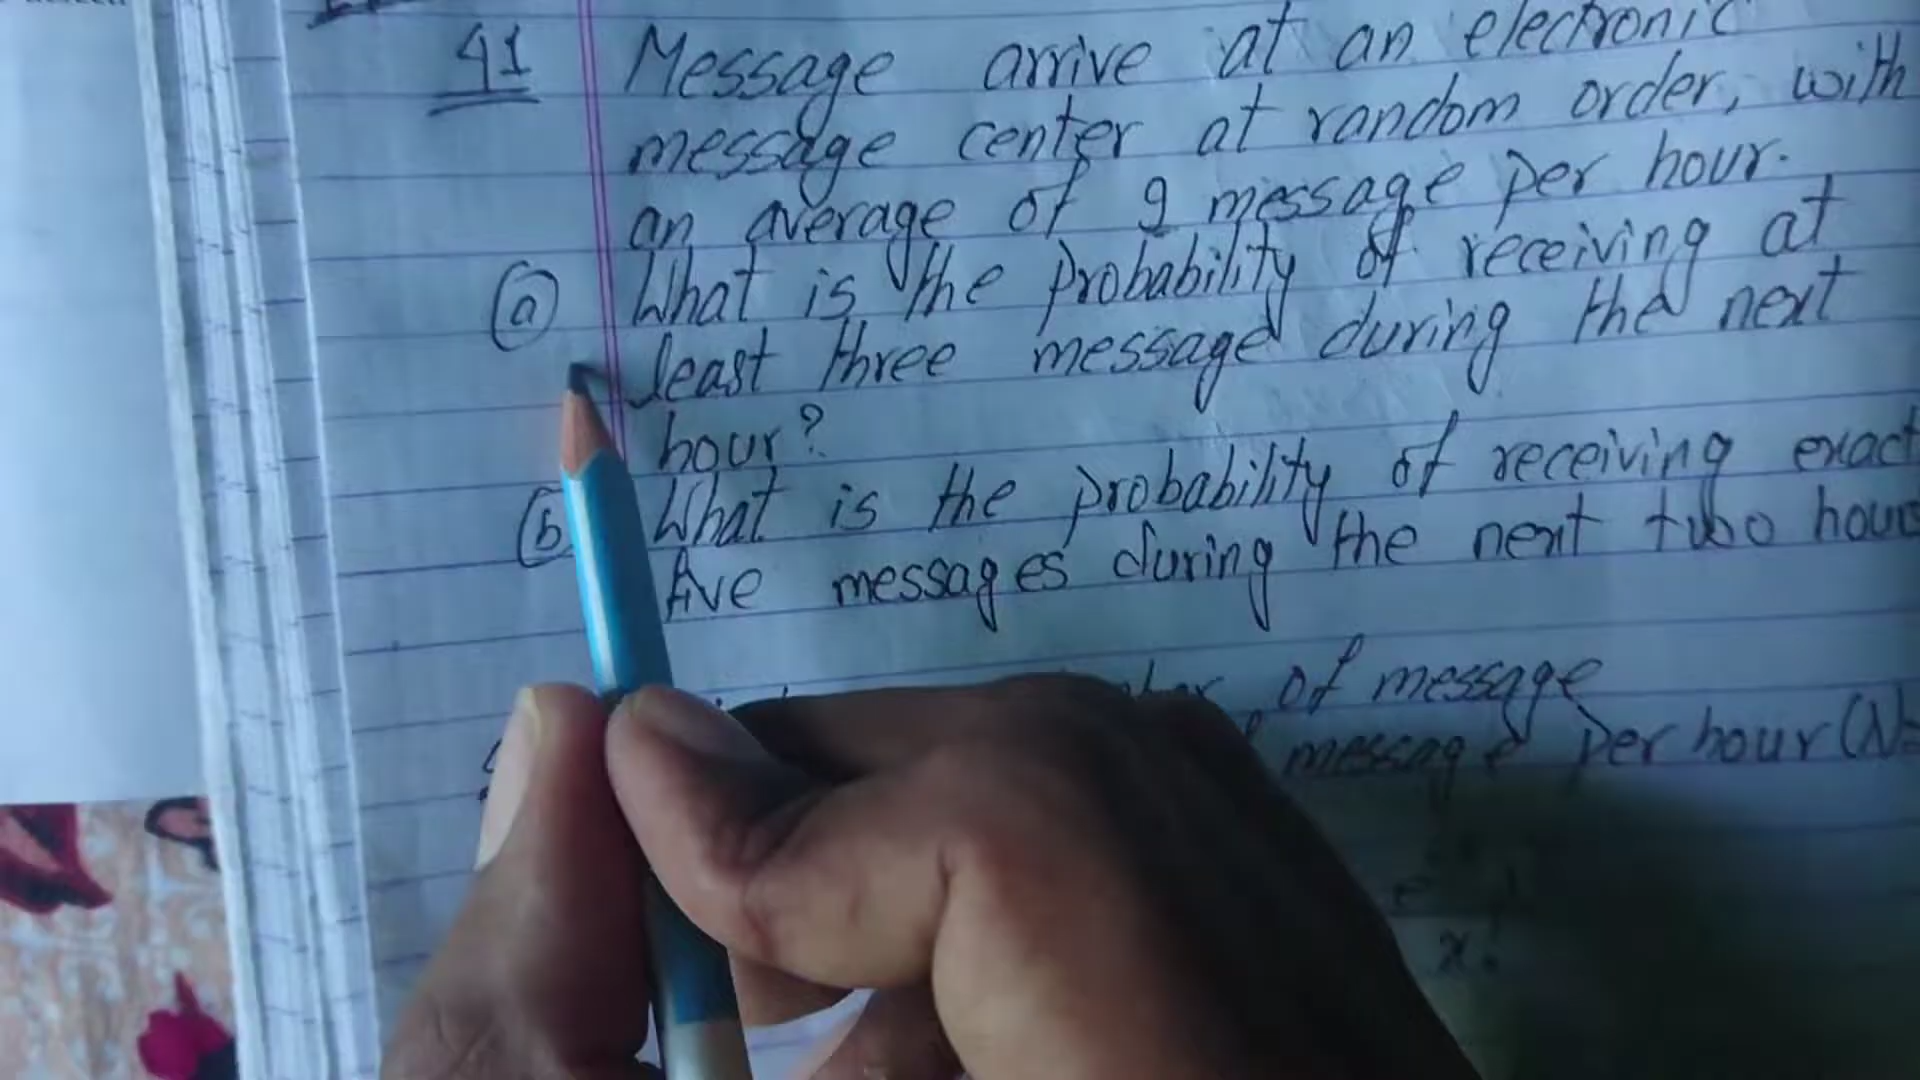 Q1 Message arrive at an electronic
message center at random order, with
an average of 9 message per hour.
(a) What is the probability of receiving at
least three message during the next
hour?
(b) What is the probability of receiving exact
five messages during the next two hours
of message
message per hour (λ=
e
x!